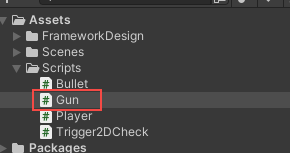 Assets
FrameworkDesign
Scenes
Scripts
Bullet
Gun
Player
Trigger2DCheck
Packages